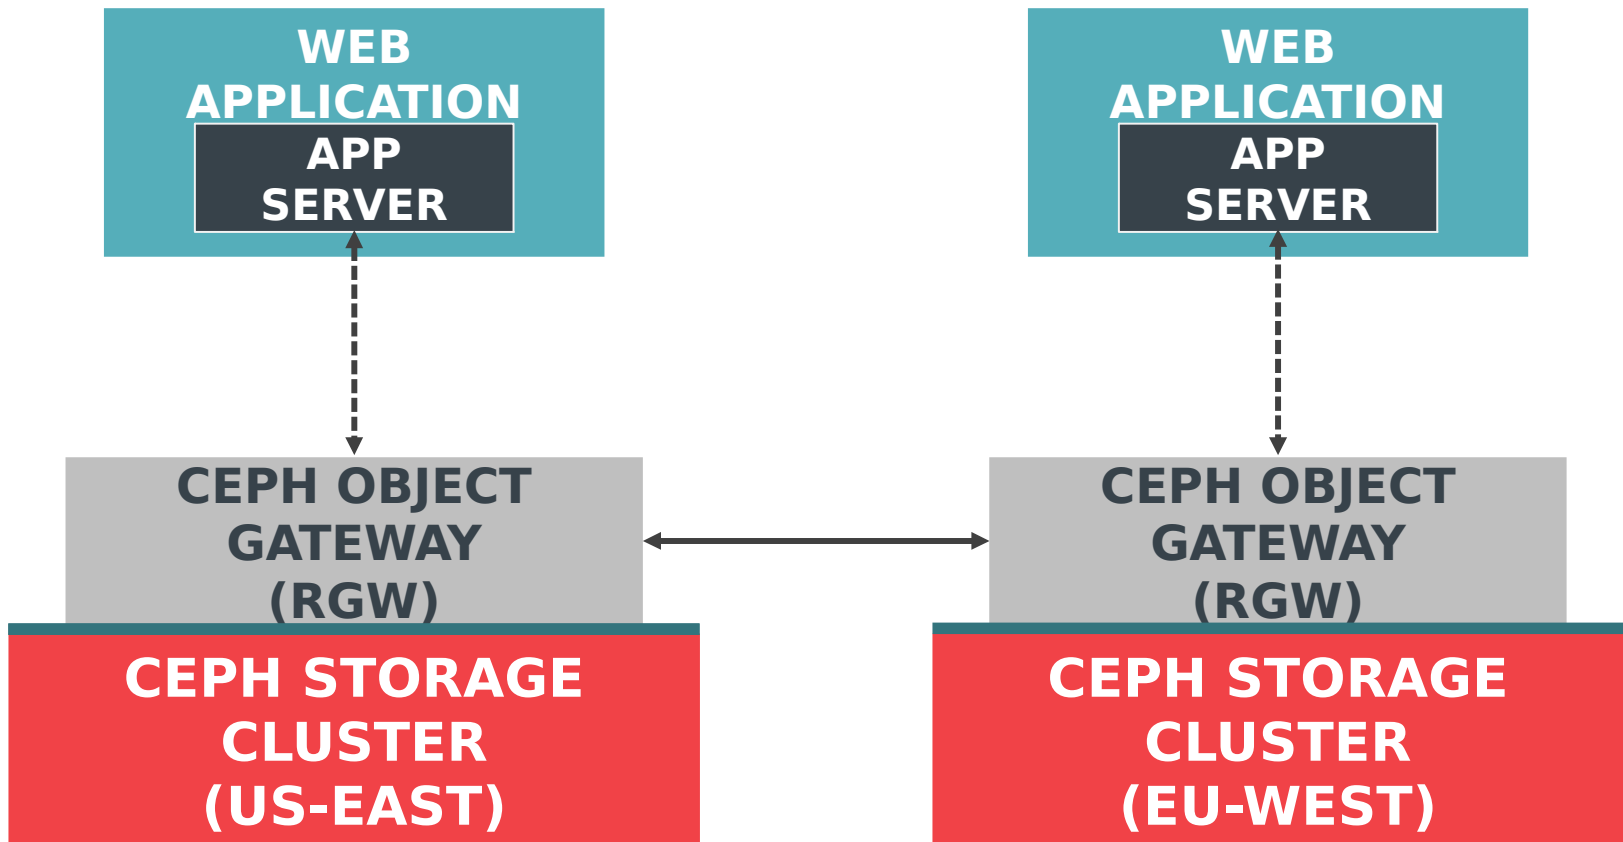 WEB
APPLICATION
APP
SERVER
CEPH OBJECT
GATEWAY
(RGW)
CEPH STORAGE
CLUSTER
(US-EAST)
WEB
APPLICATION
APP
SERVER
CEPH OBJECT
GATEWAY
(RGW)
CEPH STORAGE
CLUSTER
(EU-WEST)